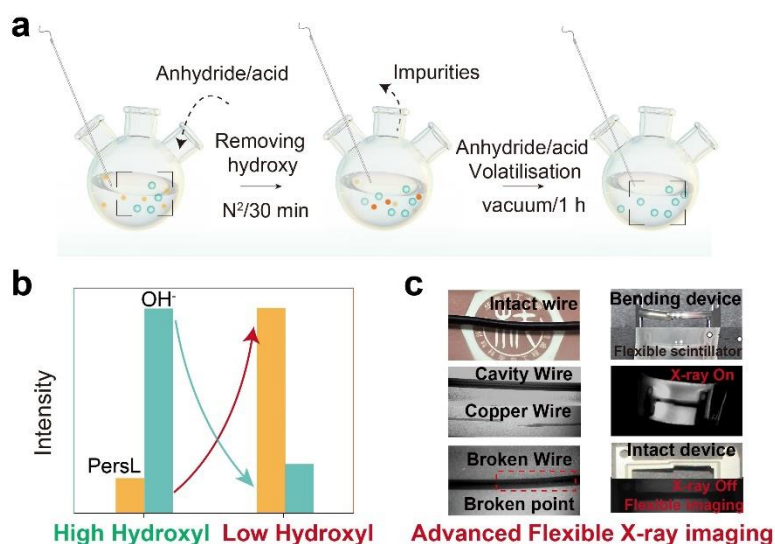 a
Anhydride/acid
Removing
hydroxy
N²/30 min
Impurities
Anhydride/acid
Volatilisation
vacuum/1 h
b
OH⁻
PersL
Intensity
High Hydroxyl
Low Hydroxyl
c
Intact wire
Cavity Wire
Copper Wire
Broken Wire
Broken point
Bending device
Flexible scintillator
X-ray On
Intact device
X-ray Off
Flexible imaging
Advanced Flexible X-ray imaging